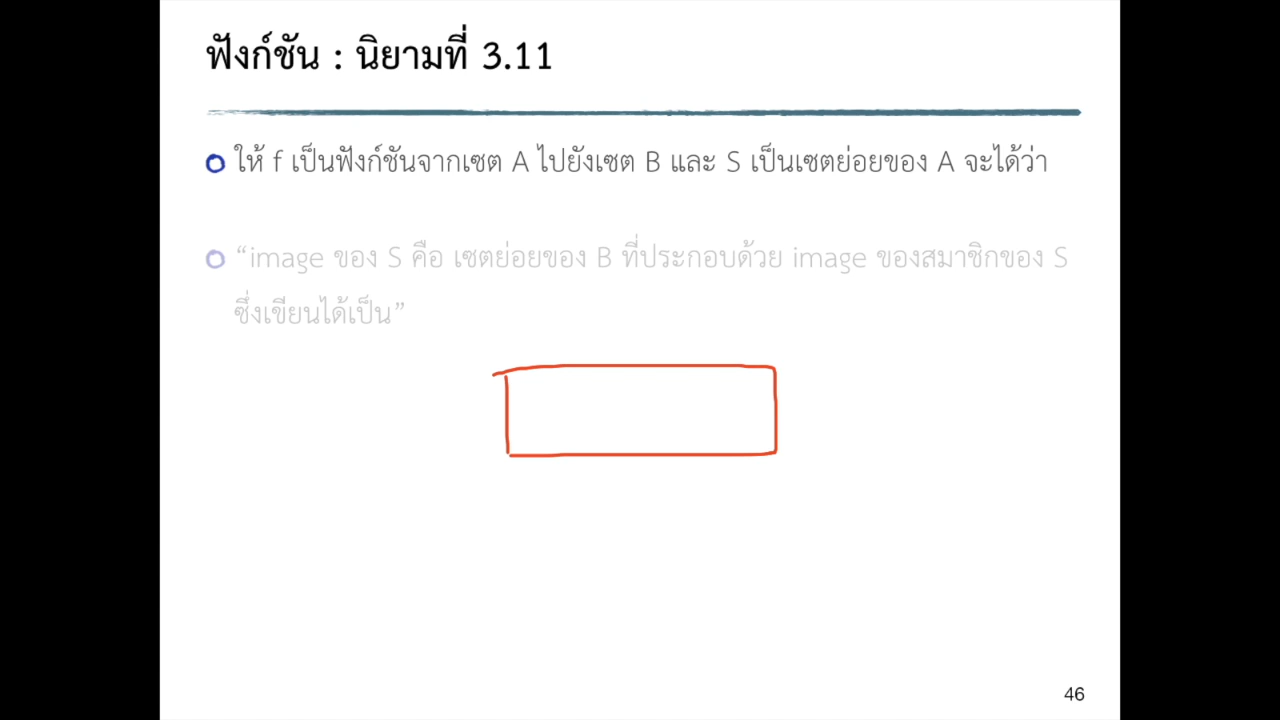 ฟังก์ชัน : นิยามที่ 3.11
ให้ f เป็นฟังก์ชันจากเซต A ไปยังเซต B และ S เป็นเซตย่อยของ A จะได้ว่า
“image ของ S คือ เซตย่อยของ B ที่ประกอบด้วย image ของสมาชิกของ S
ซึ่งเขียนได้เป็น”
46